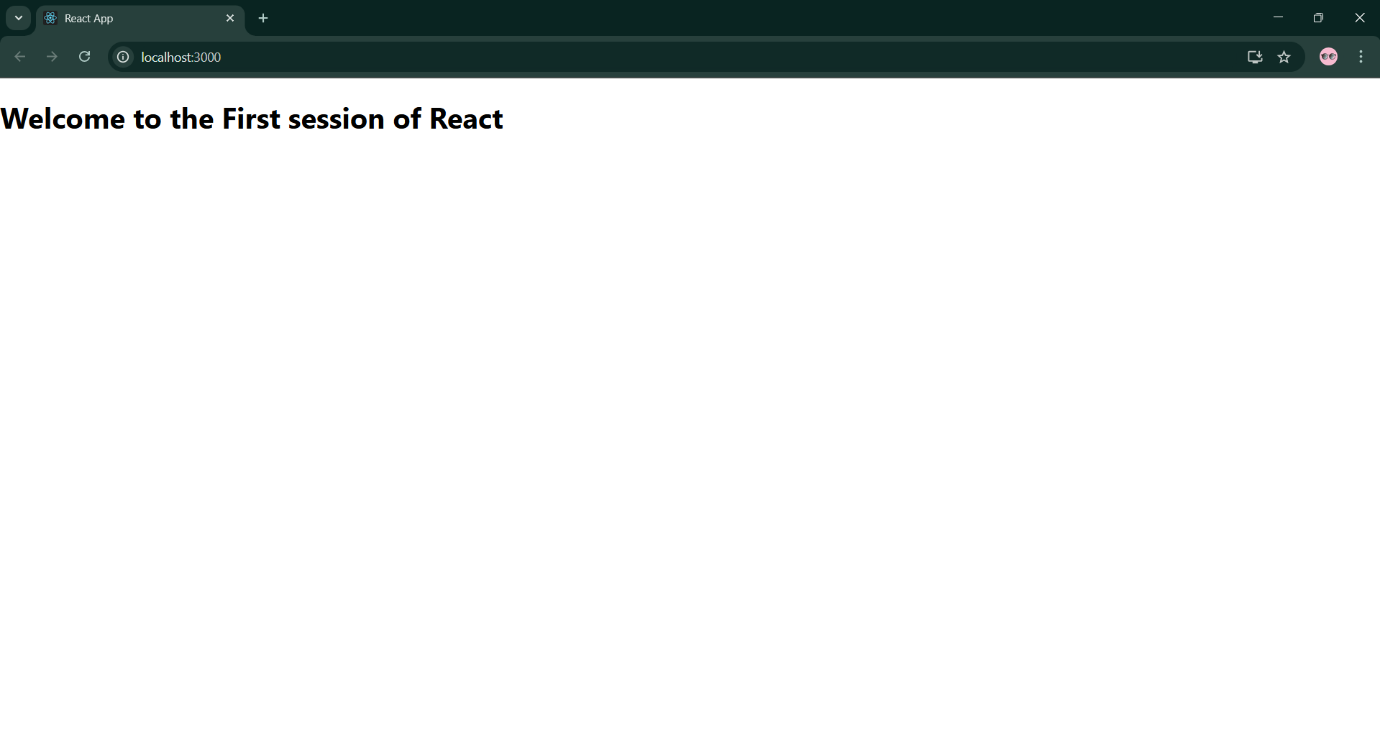 React App
localhost:3000
Welcome to the First session of React